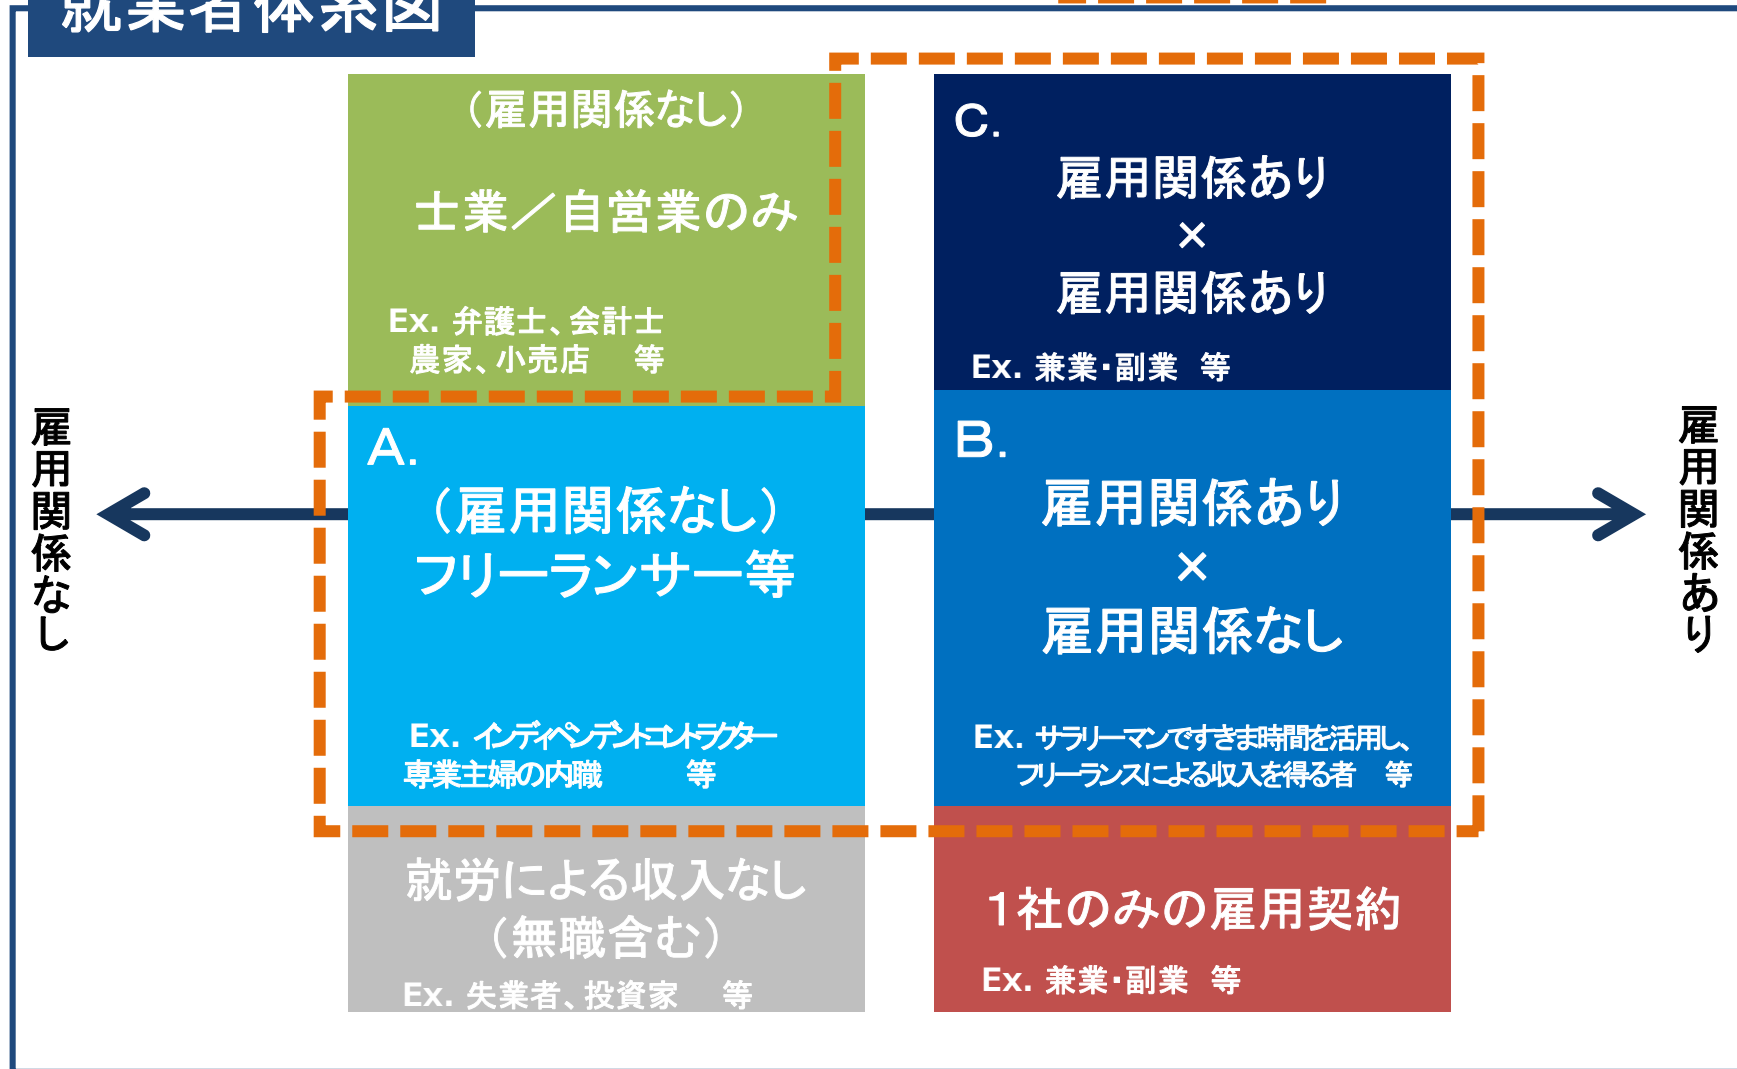 就業者体系図
（雇用関係なし）
士業／自営業のみ
Ex. 弁護士、会計士
農家、小売店　等
C.
雇用関係あり
×
雇用関係あり
Ex. 兼業・副業　等
雇用関係なし
A.
（雇用関係なし）
フリーランサー等
Ex. インディペンデントコントラクター
専業主婦の内職　等
B.
雇用関係あり
×
雇用関係なし
Ex. サラリーマンですきま時間を活用し、
フリーランスによる収入を得る者　等
雇用関係あり
就労による収入なし
（無職含む）
Ex. 失業者、投資家　等
１社のみの雇用契約
Ex. 兼業・副業　等